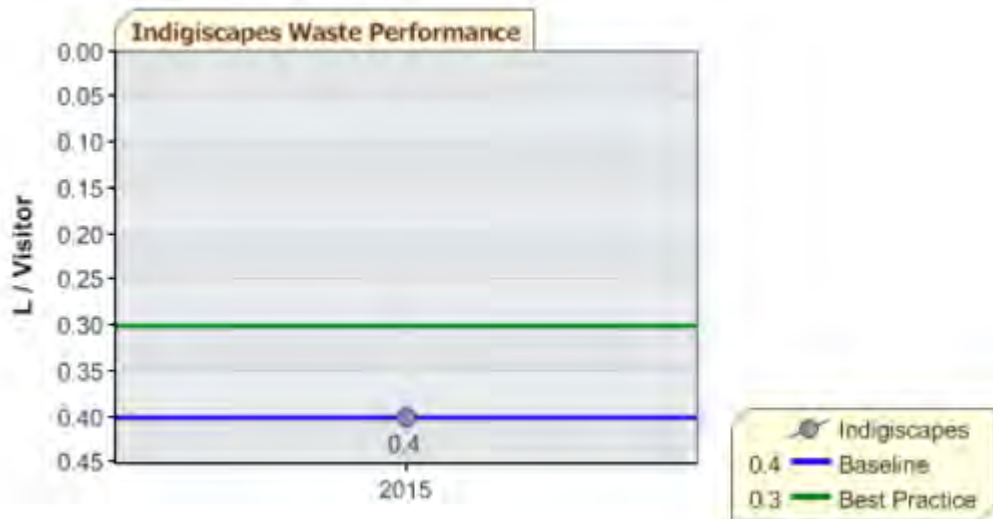 Indigiscapes Waste Performance
L / Visitor
0.00
0.05
0.10
0.15
0.20
0.25
0.30
0.35
0.40
0.45
0.4
2015
Indigiscapes
0.4 Baseline
0.3 Best Practice